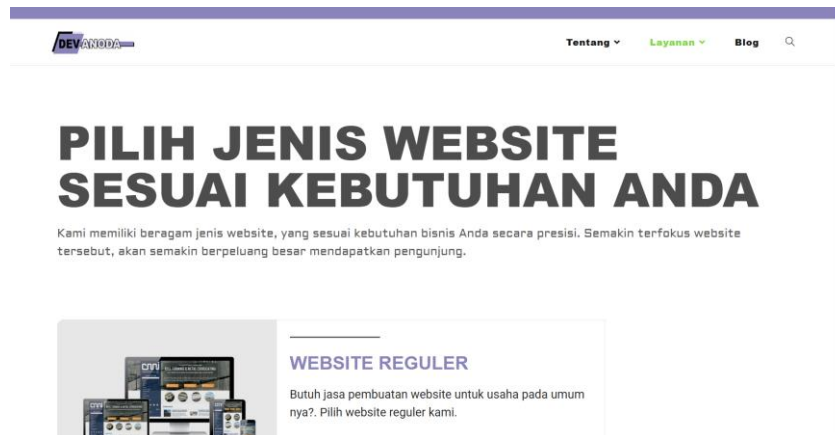 DEVANODA
Tentang
Layanan
Blog
PILIH JENIS WEBSITE
SESUAI KEBUTUHAN ANDA
Kami memiliki beragam jenis website, yang sesuai kebutuhan bisnis Anda secara presisi. Semakin terfokus website
tersebut, akan semakin berpeluang besar mendapatkan pengunjung.
WEBSITE REGULER
Butuh jasa pembuatan website untuk usaha pada umum
nya?. Pilih website reguler kami.